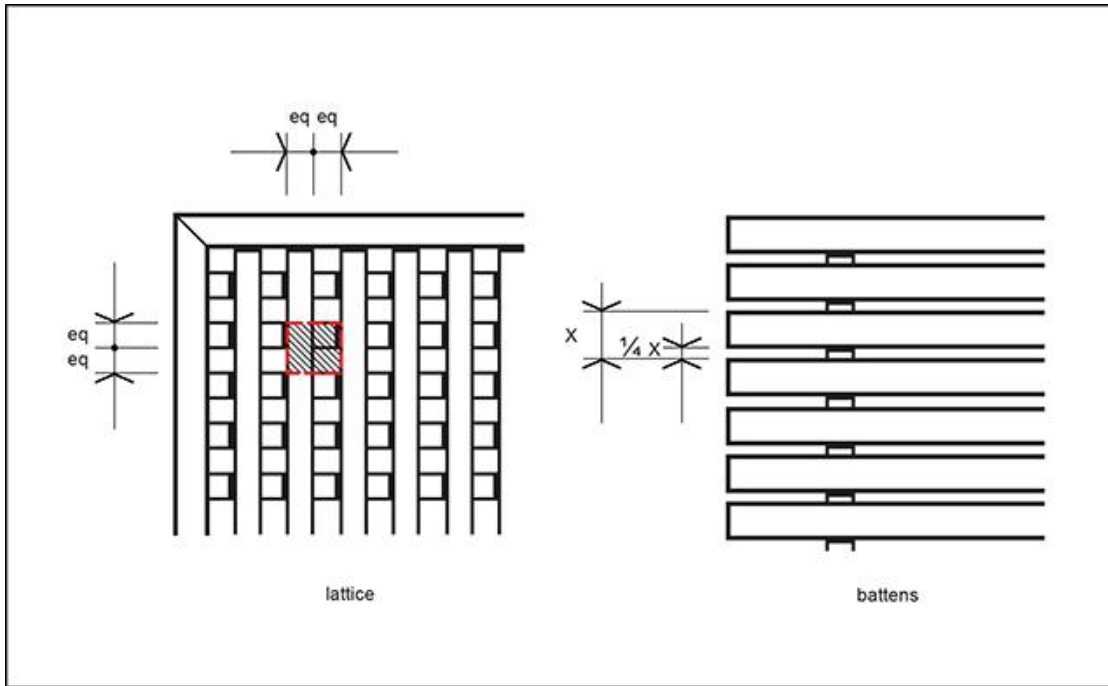 eq eq
eq
eq
X
¼ X
lattice
battens